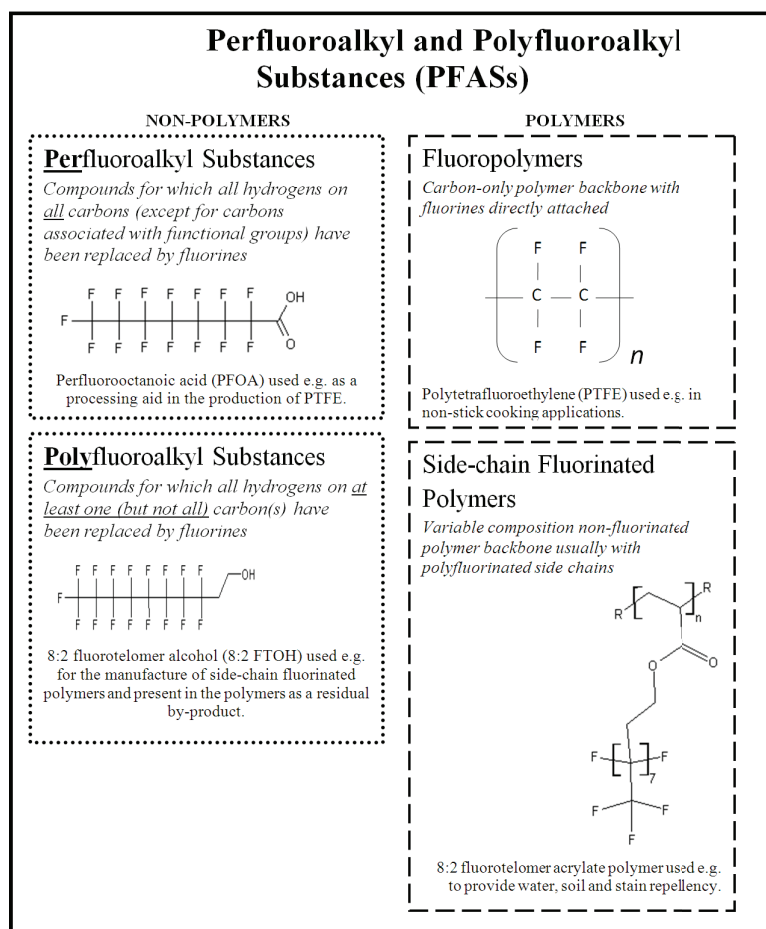 Perfluoroalkyl and Polyfluoroalkyl
Substances (PFASs)
NON-POLYMERS
Perfluoroalkyl Substances
Compounds for which all hydrogens on
all carbons (except for carbons
associated with functional groups) have
been replaced by fluorines
F F F F F F F
OH
F
F F F F F F F
O
Perfluorooctanoic acid (PFOA) used e.g. as a
processing aid in the production of PTFE.
Polyfluoroalkyl Substances
Compounds for which all hydrogens on at
least one (but not all) carbon(s) have
been replaced by fluorines
F F F F F F F F
OH
F
F F F F F F F F
8:2 fluorotelomer alcohol (8:2 FTOH) used e.g.
for the manufacture of side-chain fluorinated
polymers and present in the polymers as a residual
by-product.
POLYMERS
Fluoropolymers
Carbon-only polymer backbone with
fluorines directly attached
F F
C C
F F
n
Polytetrafluoroethylene (PTFE) used e.g. in
non-stick cooking applications.
Side-chain Fluorinated
Polymers
Variable composition non-fluorinated
polymer backbone usually with
polyfluorinated side chains
R R
n
O O
F F
7
F F
F
8:2 fluorotelomer acrylate polymer used e.g.
to provide water, soil and stain repellency.